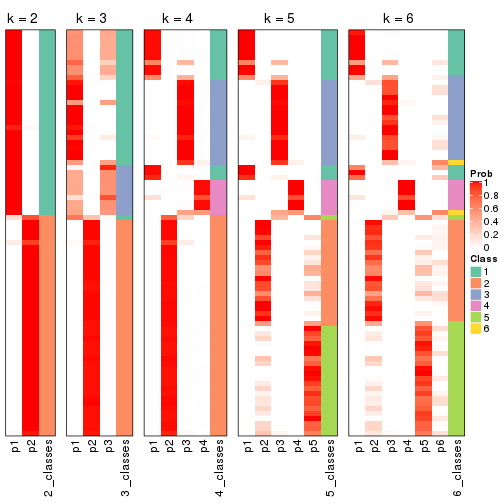 k = 2
k = 3
k = 4
k = 5
k = 6
p1
p2
2_classes
p1
p2
p3
3_classes
p1
p2
p3
p4
4_classes
p1
p2
p3
p4
p5
5_classes
p1
p2
p3
p4
p5
p6
6_classes
Prob
1
0.8
0.6
0.4
0.2
0
Class
1
2
3
4
5
6